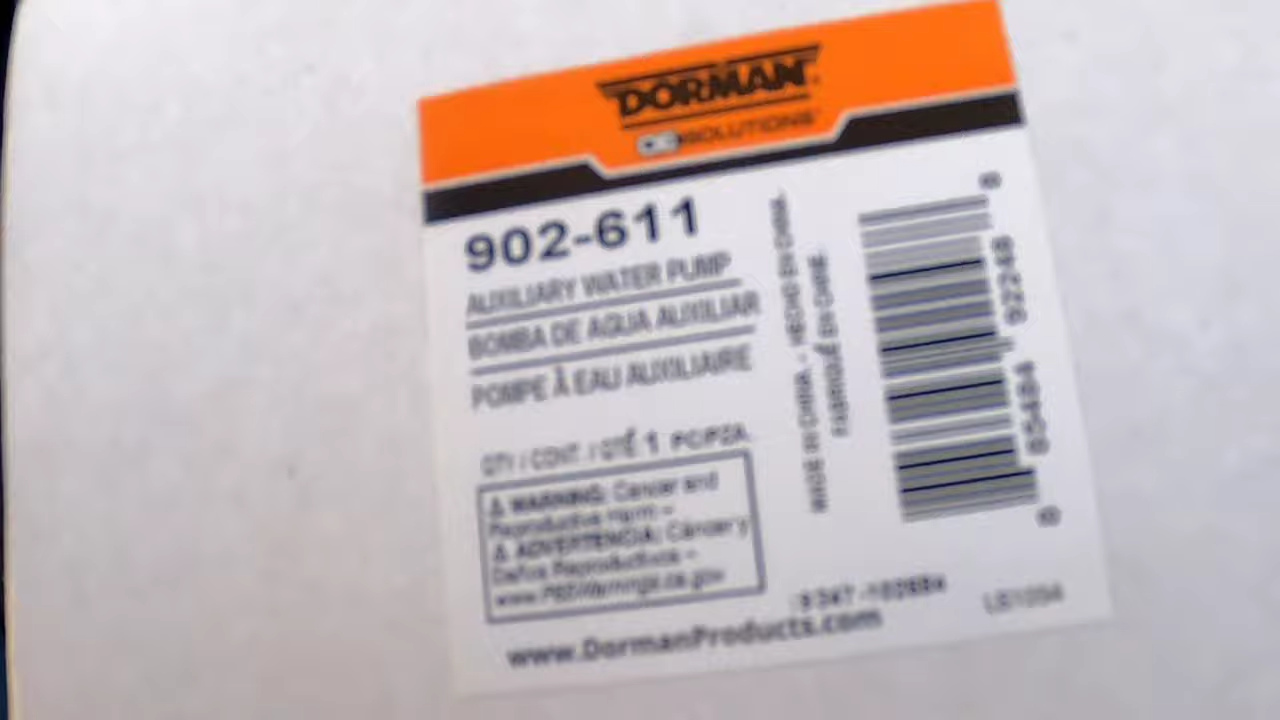 DORMAN
OE SOLUTIONS
902-611
AUXILIARY WATER PUMP
BOMBA DE AGUA AUXILIAR
POMPE À EAU AUXILIAIRE
QTY / CONT. / QTÉ 1 PC/PZA
⚠ WARNING: Cancer and
Reproductive Harm –
⚠ ADVERTENCIA: Cáncer y
Daños Reproductivos –
www.P65Warnings.ca.gov
www.DormanProducts.com
MADE IN CHINA. - HECHO EN CHINA.
FABRIQUÉ EN CHINE.